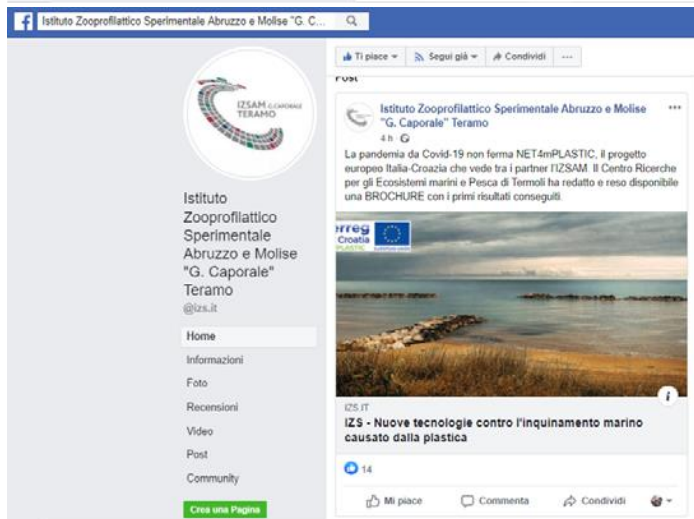 Istituto Zooprofilattico Sperimentale Abruzzo e Molise "G. C...
IZSAM G.CAPORALE
TERAMO
Istituto
Zooprofilattico
Sperimentale
Abruzzo e Molise
"G. Caporale"
Teramo
@izs.it
Home
Informazioni
Foto
Recensioni
Video
Post
Community
Crea una Pagina
Ti piace
Segui già
Condividi
Post
Istituto Zooprofilattico Sperimentale Abruzzo e Molise
"G. Caporale" Teramo
4 h
La pandemia da Covid-19 non ferma NET4mPLASTIC, il progetto
europeo Italia-Croazia che vede tra i partner l'IZSAM. Il Centro Ricerche
per gli Ecosistemi marini e Pesca di Termoli ha redatto e reso disponibile
una BROCHURE con i primi risultati conseguiti.
rreg
Croatia
PLASTIC
IZS.IT
IZS - Nuove tecnologie contro l'inquinamento marino
causato dalla plastica
14
Mi piace
Commenta
Condividi